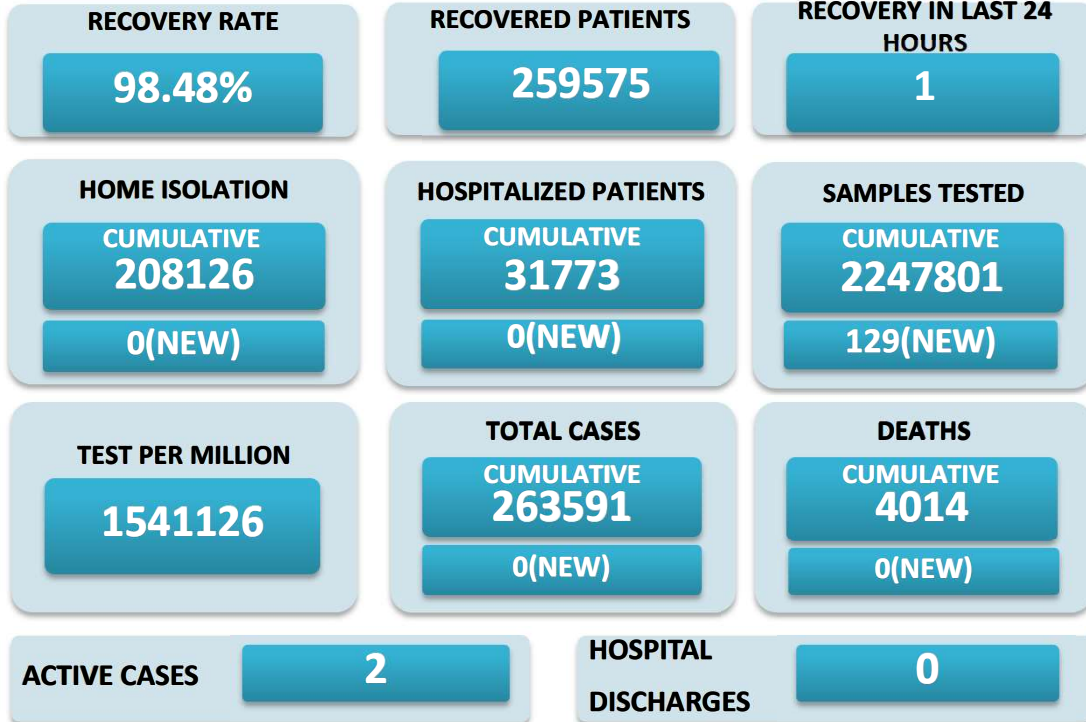 RECOVERY RATE
98.48%
RECOVERED PATIENTS
259575
RECOVERY IN LAST 24
HOURS
1
HOME ISOLATION
CUMULATIVE
208126
0(NEW)
HOSPITALIZED PATIENTS
CUMULATIVE
31773
0(NEW)
SAMPLES TESTED
CUMULATIVE
2247801
129(NEW)
TEST PER MILLION
1541126
TOTAL CASES
CUMULATIVE
263591
0(NEW)
DEATHS
CUMULATIVE
4014
0(NEW)
ACTIVE CASES
2
HOSPITAL
DISCHARGES
0